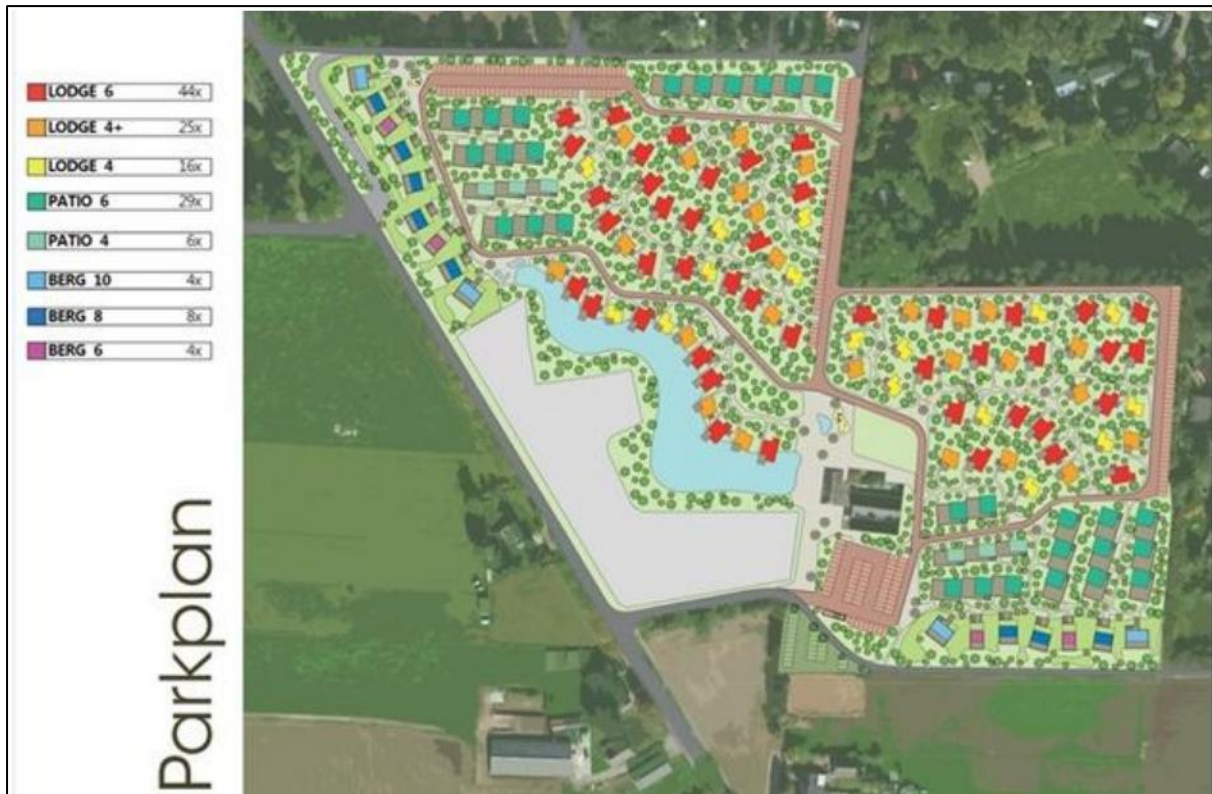 LODGE 6 44x
LODGE 4+ 25x
LODGE 4 16x
PATIO 6 29x
PATIO 4 6x
BERG 10 4x
BERG 8 8x
BERG 6 4x
Parkplan